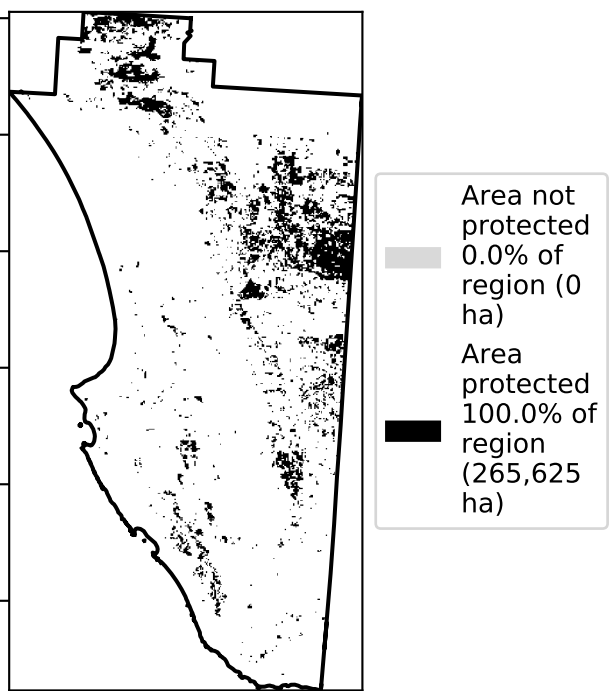 Area not
protected
0.0% of
region (0
ha)
Area
protected
100.0% of
region
(265,625
ha)